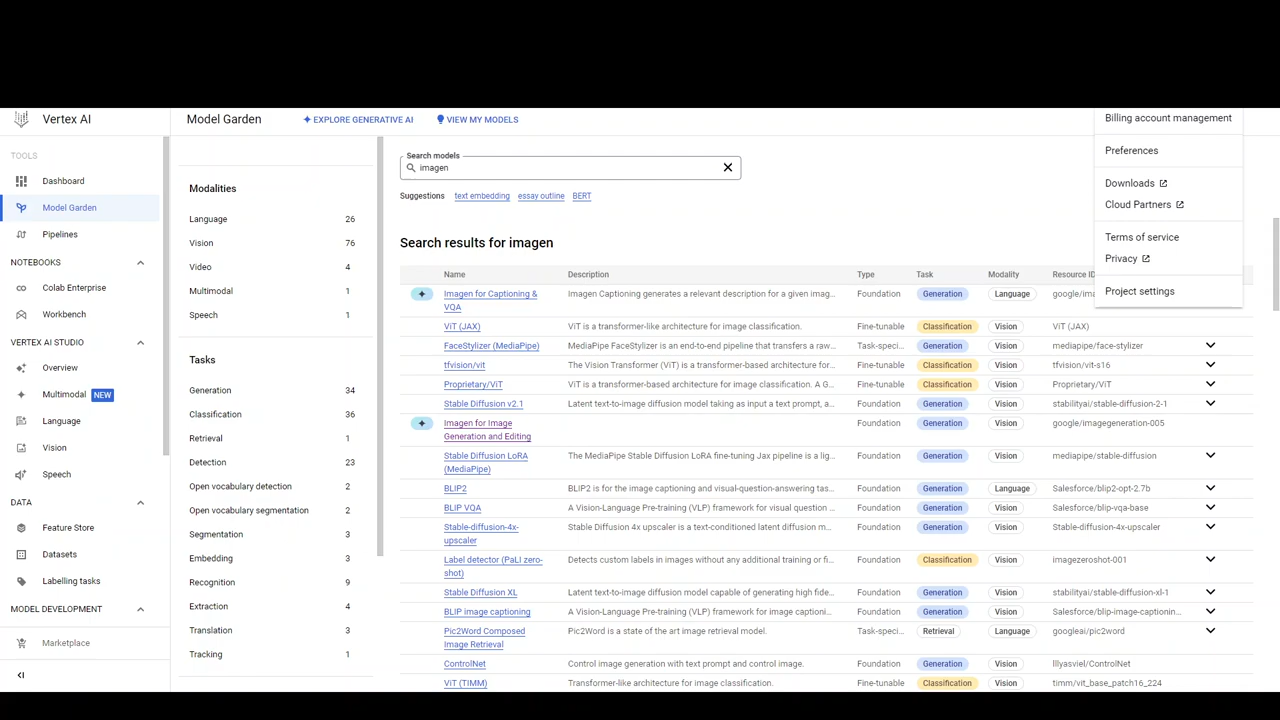 Vertex AI
Model Garden
EXPLORE GENERATIVE AI
VIEW MY MODELS
TOOLS
Dashboard
Model Garden
Pipelines
NOTEBOOKS
Colab Enterprise
Workbench
VERTEX AI STUDIO
Overview
Multimodal NEW
Language
Vision
Speech
DATA
Feature Store
Datasets
Labelling tasks
MODEL DEVELOPMENT
Marketplace
Modalities
Language 26
Vision 76
Video 4
Multimodal 1
Speech 1
Tasks
Generation 34
Classification 36
Retrieval 1
Detection 23
Open vocabulary detection 2
Open vocabulary segmentation 2
Segmentation 3
Embedding 3
Recognition 9
Extraction 4
Translation 3
Tracking 1
Search models
imagen
Suggestions text embedding essay outline BERT
Search results for imagen
Name Description Type Task Modality Resource ID
Imagen for Captioning & Imagen Captioning generates a relevant description for a given imag... Foundation Generation Language google/ima
VQA
ViT (JAX) ViT is a transformer-like architecture for image classification. Fine-tunable Classification Vision ViT (JAX)
FaceStylizer (MediaPipe) MediaPipe FaceStylizer is an end-to-end pipeline that transfers a raw... Task-speci... Generation Vision mediapipe/face-stylizer
tfvision/vit The Vision Transformer (ViT) is a transformer-based architecture for... Fine-tunable Classification Vision tfvision/vit-s16
Proprietary/ViT ViT is a transformer-based architecture for image classification. A G... Fine-tunable Classification Vision Proprietary/ViT
Stable Diffusion v2.1 Latent text-to-image diffusion model taking as input a text prompt, a... Foundation Generation Vision stabilityai/stable-diffusion-2-1
Imagen for Image Foundation Generation Vision google/imagegeneration-005
Generation and Editing
Stable Diffusion LoRA The MediaPipe Stable Diffusion LoRA fine-tuning Jax pipeline is a lig... Foundation Generation Vision mediapipe/stable-diffusion
(MediaPipe)
BLIP2 BLIP2 is for the image captioning and visual-question-answering tas... Foundation Generation Language Salesforce/blip2-opt-2.7b
BLIP VQA A Vision-Language Pre-training (VLP) framework for visual question ... Foundation Generation Vision Salesforce/blip-vqa-base
Stable-diffusion-4x- Stable Diffusion 4x upscaler is a text-conditioned latent diffusion m... Foundation Generation Vision Stable-diffusion-4x-upscaler
upscaler
Label detector (PaLI zero- Detects custom labels in images without any additional training or fi... Foundation Classification Vision imagezeroshot-001
shot)
Stable Diffusion XL Latent text-to-image diffusion model capable of generating high fide... Foundation Generation Vision stabilityai/stable-diffusion-xl-1
BLIP image captioning A Vision-Language Pre-training (VLP) framework for image captioni... Foundation Generation Vision Salesforce/blip-image-captionin...
Pic2Word Composed Pic2Word is a state of the art image retrieval model. Task-speci... Retrieval Language googleai/pic2word
Image Retrieval
ControlNet Control image generation with text prompt and control image. Foundation Generation Vision lllyasviel/ControlNet
ViT (TIMM) Transformer-like architecture for image classification. Fine-tunable Classification Vision timm/vit_base_patch16_224
Billing account management
Preferences
Downloads
Cloud Partners
Terms of service
Privacy
Project settings